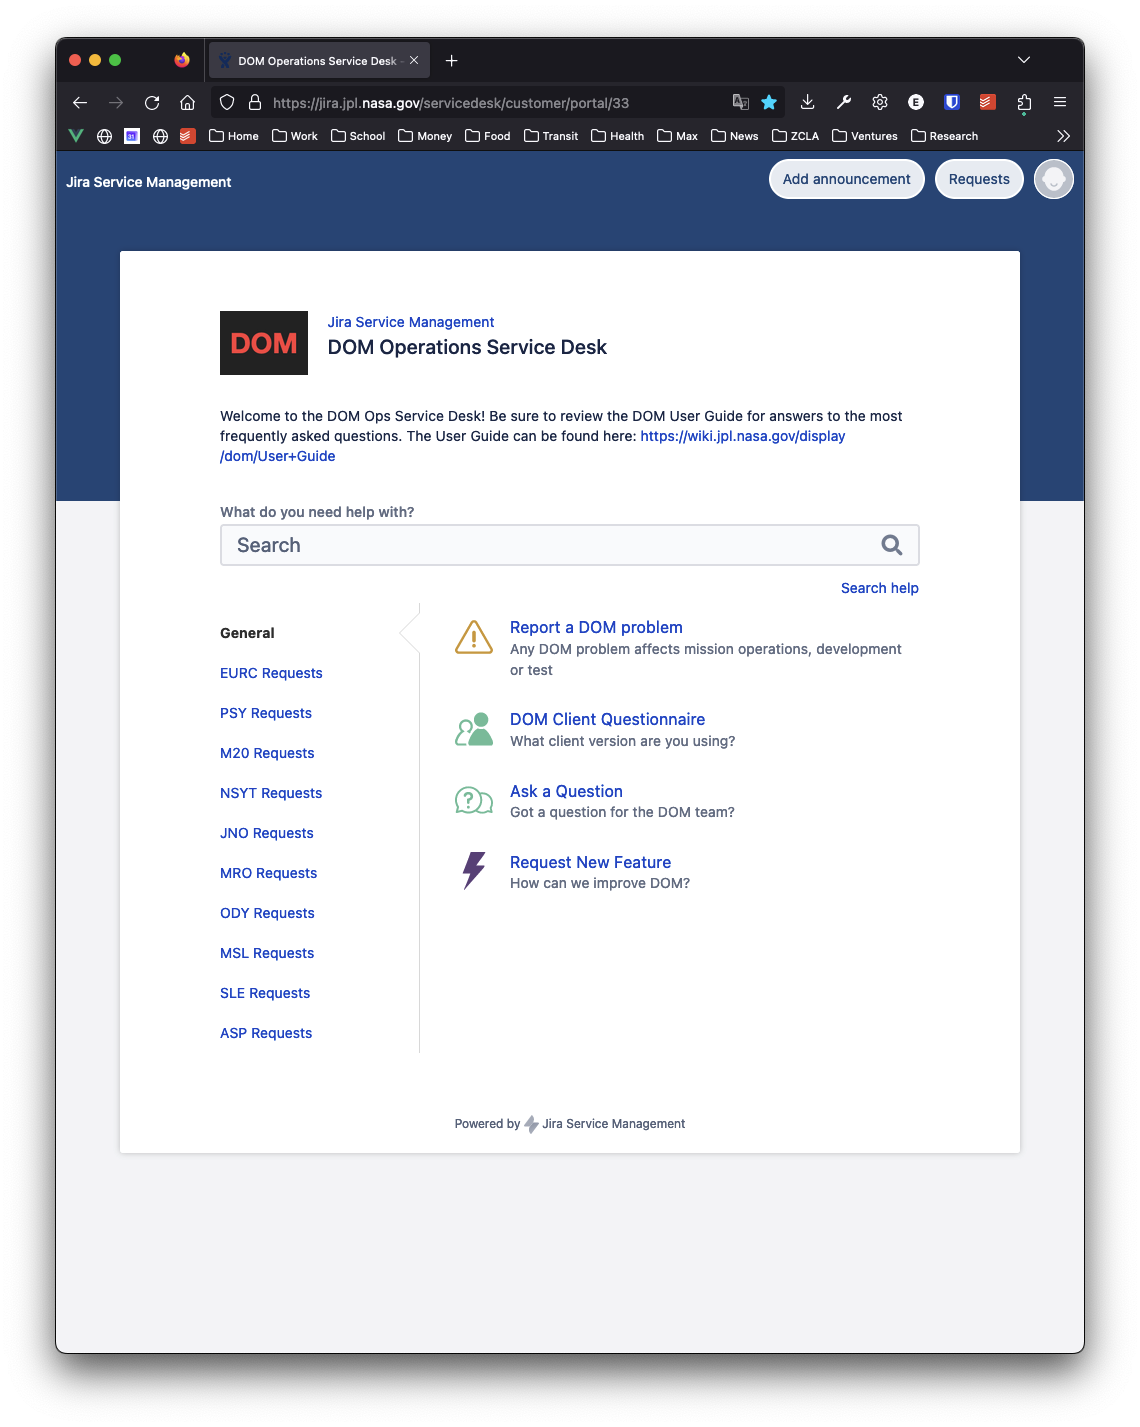 DOM Operations Service Desk -
https://jira.jpl.nasa.gov/servicedesk/customer/portal/33
E
31
Home
Work
School
Money
Food
Transit
Health
Max
News
ZCLA
Ventures
Research
Jira Service Management
Add announcement
Requests
DOM
Jira Service Management
DOM Operations Service Desk
Welcome to the DOM Ops Service Desk! Be sure to review the DOM User Guide for answers to the most
frequently asked questions. The User Guide can be found here: https://wiki.jpl.nasa.gov/display
/dom/User+Guide
What do you need help with?
Search
Search help
General
EURC Requests
PSY Requests
M20 Requests
NSYT Requests
JNO Requests
MRO Requests
ODY Requests
MSL Requests
SLE Requests
ASP Requests
Report a DOM problem
Any DOM problem affects mission operations, development
or test
DOM Client Questionnaire
What client version are you using?
Ask a Question
Got a question for the DOM team?
Request New Feature
How can we improve DOM?
Powered by Jira Service Management